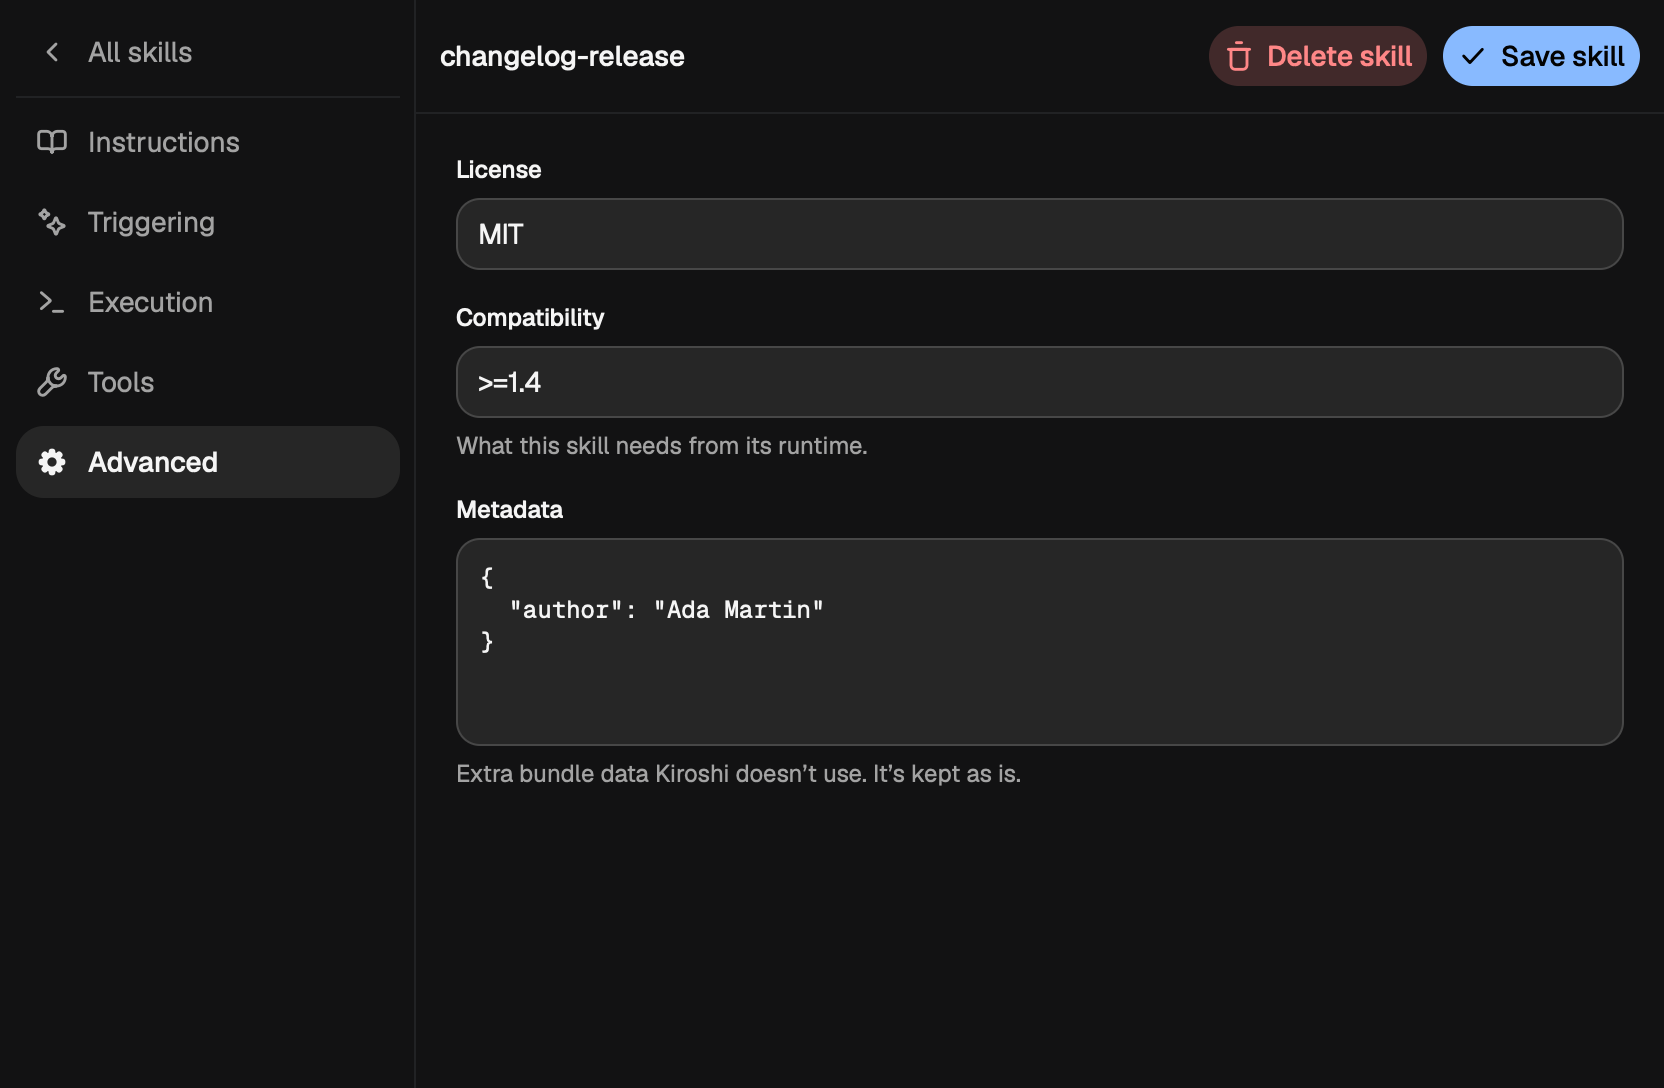 All skills
Instructions
Triggering
Execution
Tools
Advanced
changelog-release
Delete skill
Save skill
License
MIT
Compatibility
>=1.4
What this skill needs from its runtime.
Metadata
{
  "author": "Ada Martin"
}
Extra bundle data Kiroshi doesn’t use. It’s kept as is.